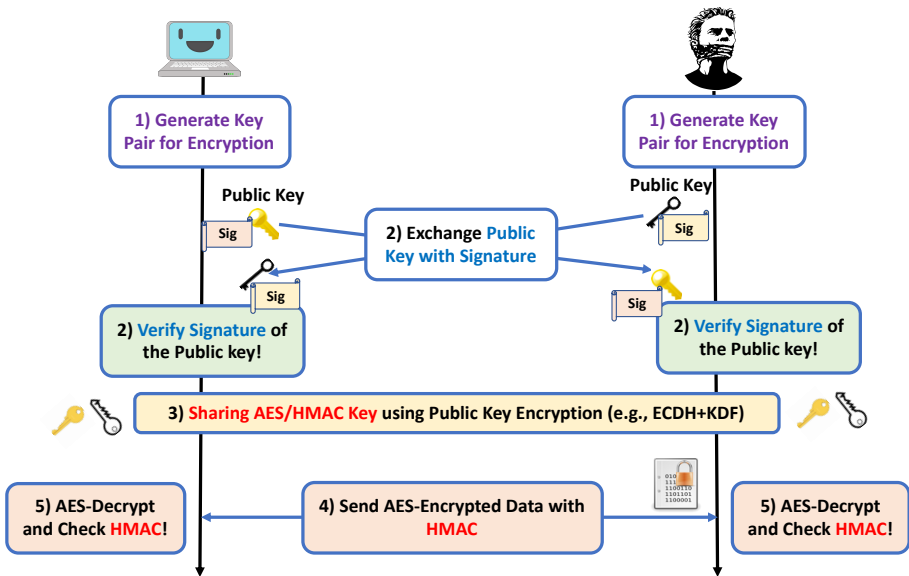 1) Generate Key
Pair for Encryption
1) Generate Key
Pair for Encryption
Public Key
Public Key
Sig
Sig
2) Exchange Public
Key with Signature
Sig
Sig
2) Verify Signature of
the Public key!
2) Verify Signature of
the Public key!
3) Sharing AES/HMAC Key using Public Key Encryption (e.g., ECDH+KDF)
5) AES-Decrypt
and Check HMAC!
4) Send AES-Encrypted Data with
HMAC
1100110
1101101
1100001
5) AES-Decrypt
and Check HMAC!